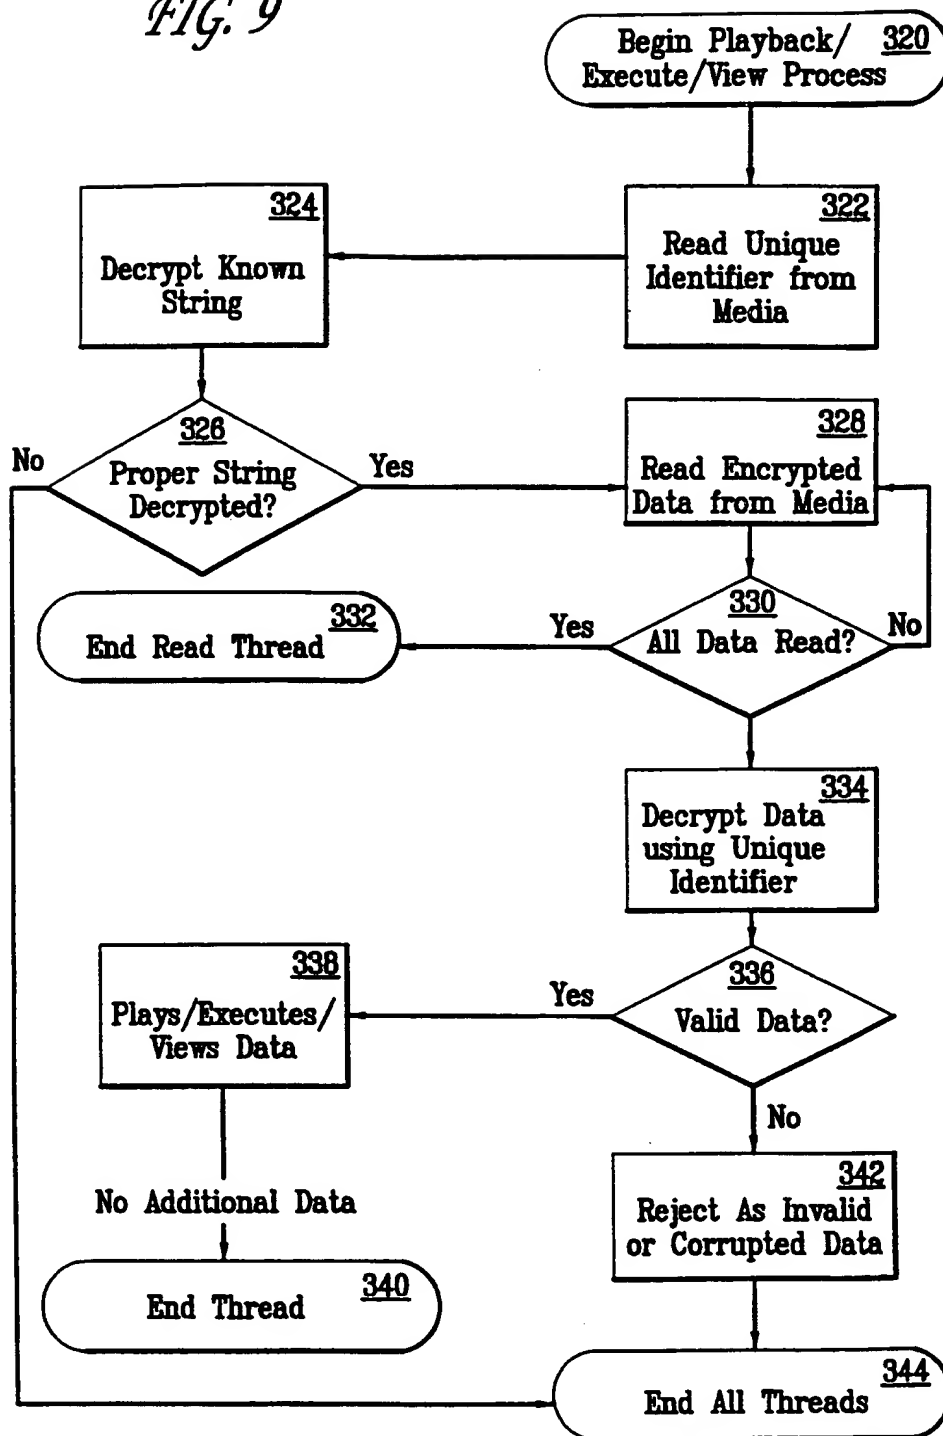 FIG. 9
Begin Playback/ 320
Execute/View Process
322
Read Unique
Identifier from
Media
324
Decrypt Known
String
326
Proper String
Decrypted?
No
Yes
328
Read Encrypted
Data from Media
330
All Data Read?
Yes
No
332
End Read Thread
334
Decrypt Data
using Unique
Identifier
336
Valid Data?
Yes
No
338
Plays/Executes/
Views Data
No Additional Data
340
End Thread
342
Reject As Invalid
or Corrupted Data
344
End All Threads